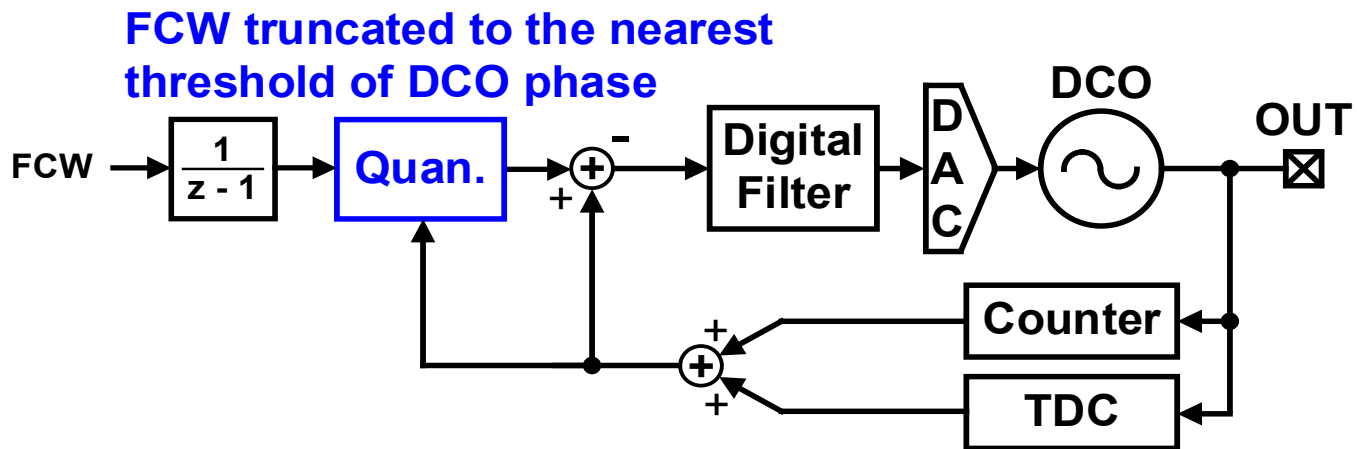 FCW truncated to the nearest
threshold of DCO phase
FCW
1
z - 1
Quan.
-
+
+
Digital
Filter
D
A
C
DCO
OUT
Counter
TDC
+
+
+